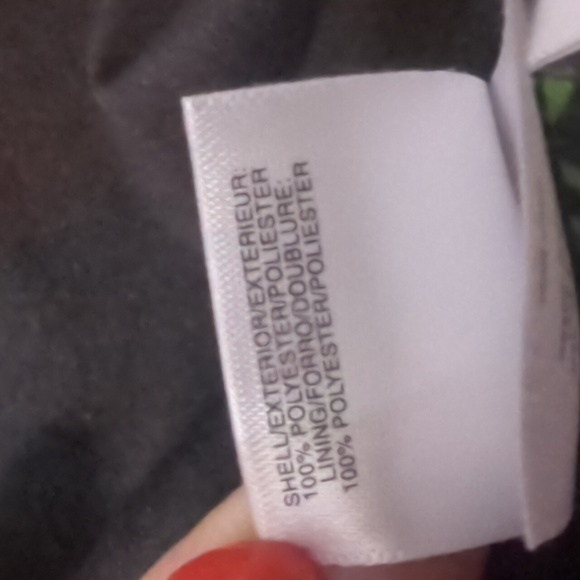 SHELL/EXTERIOR/EXTERIEUR:
100% POLYESTER/POLIESTER
LINING/FORRO/DOUBLURE:
100% POLYESTER/POLIESTER